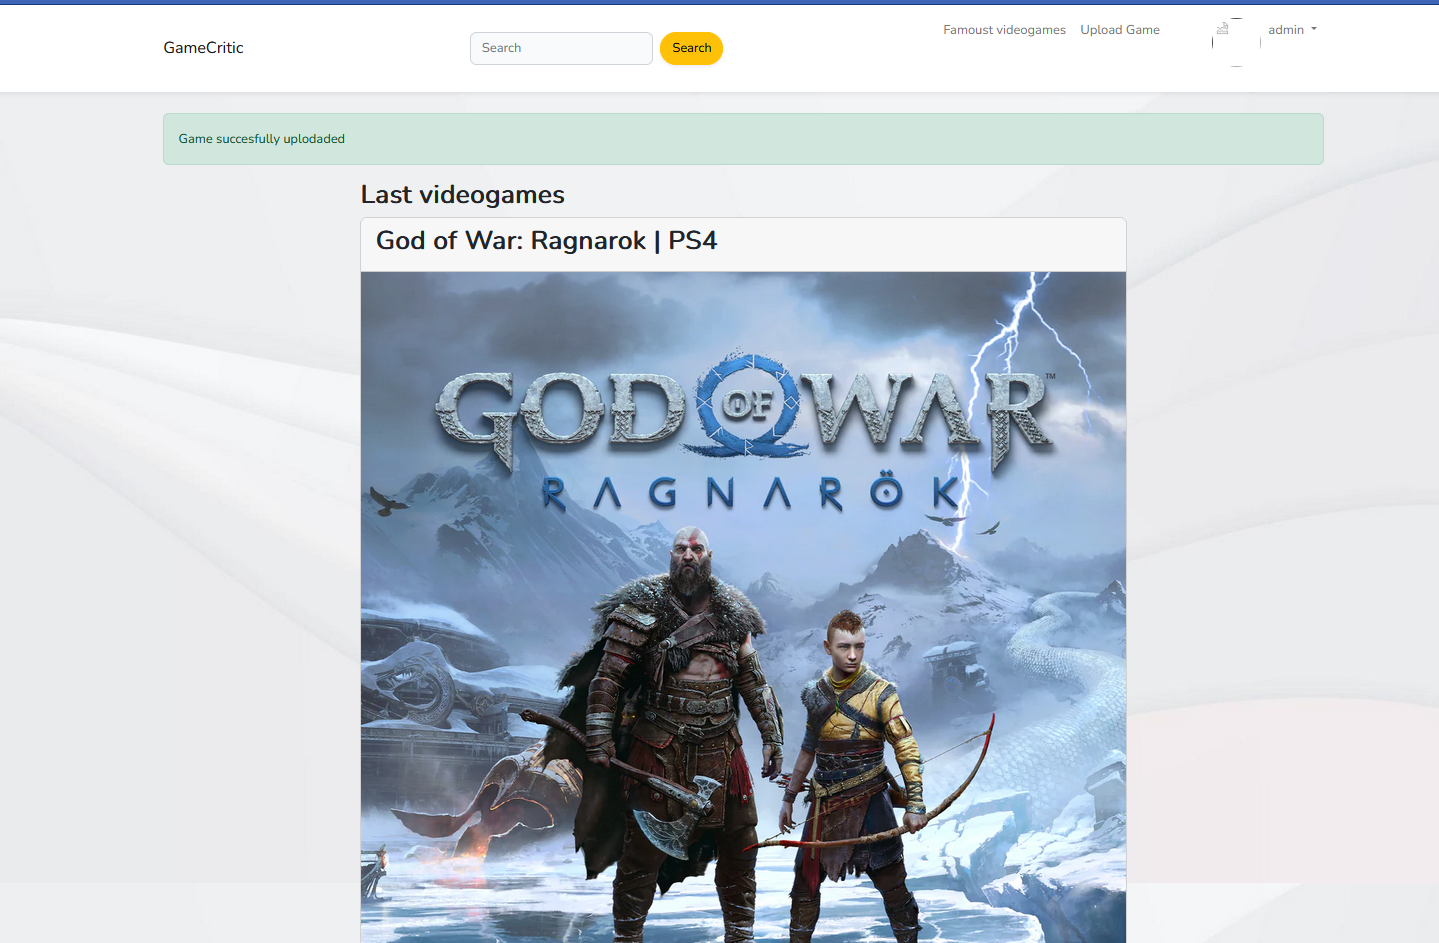 GameCritic
Search
Search
Famoust videogames
Upload Game
admin
Game succesfully uplodaded
Last videogames
God of War: Ragnarok | PS4
GOD OF WAR™
RAGNARÖK